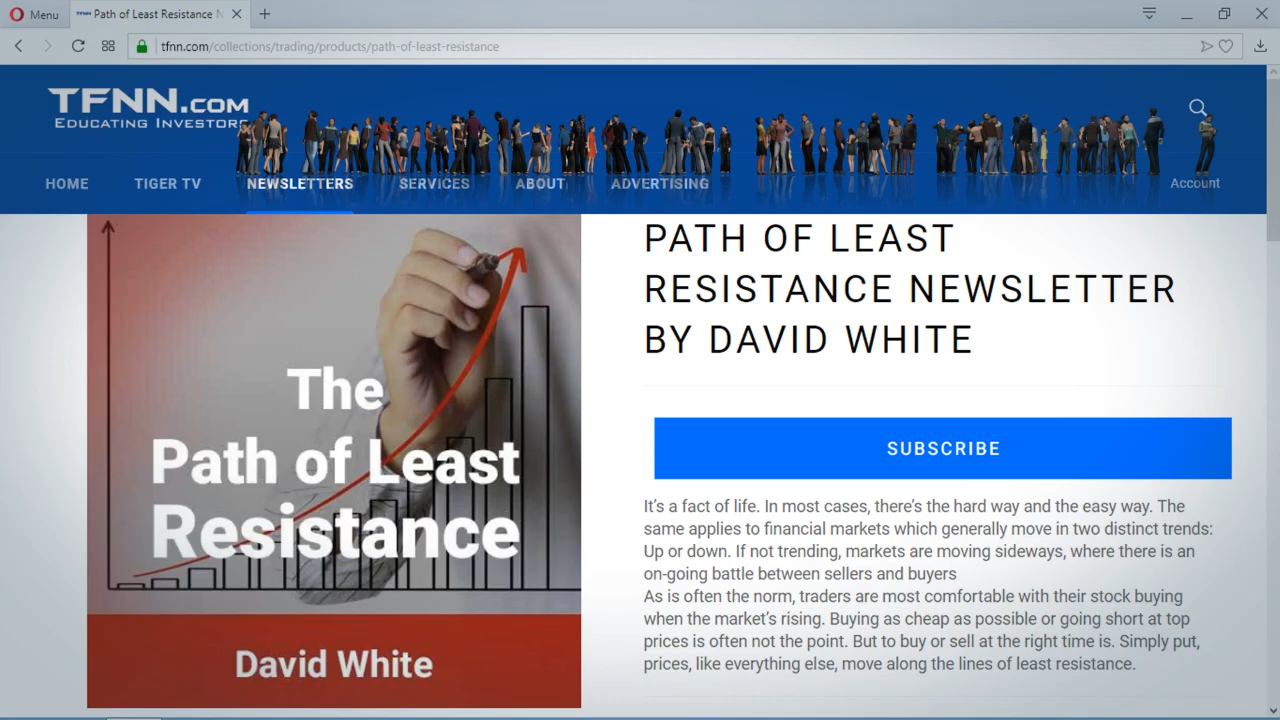 Menu
Path of Least Resistance N
tfnn.com/collections/trading/products/path-of-least-resistance
TFNN.COM
EDUCATING INVESTORS
HOME TIGER TV NEWSLETTERS SERVICES ABOUT ADVERTISING Account
The
Path of Least
Resistance
David White
PATH OF LEAST
RESISTANCE NEWSLETTER
BY DAVID WHITE
SUBSCRIBE
It’s a fact of life. In most cases, there’s the hard way and the easy way. The
same applies to financial markets which generally move in two distinct trends:
Up or down. If not trending, markets are moving sideways, where there is an
on-going battle between sellers and buyers
As is often the norm, traders are most comfortable with their stock buying
when the market’s rising. Buying as cheap as possible or going short at top
prices is often not the point. But to buy or sell at the right time is. Simply put,
prices, like everything else, move along the lines of least resistance.